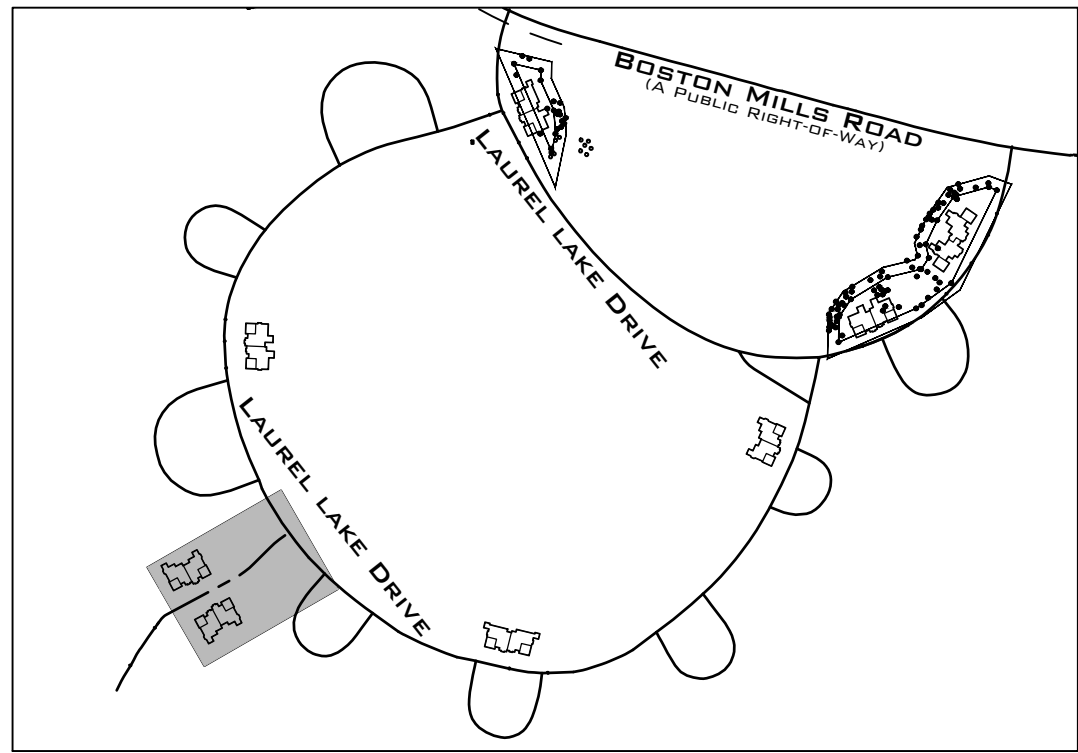 BOSTON MILLS ROAD
(A PUBLIC RIGHT-OF-WAY)
LAUREL LAKE DRIVE
LAUREL LAKE DRIVE